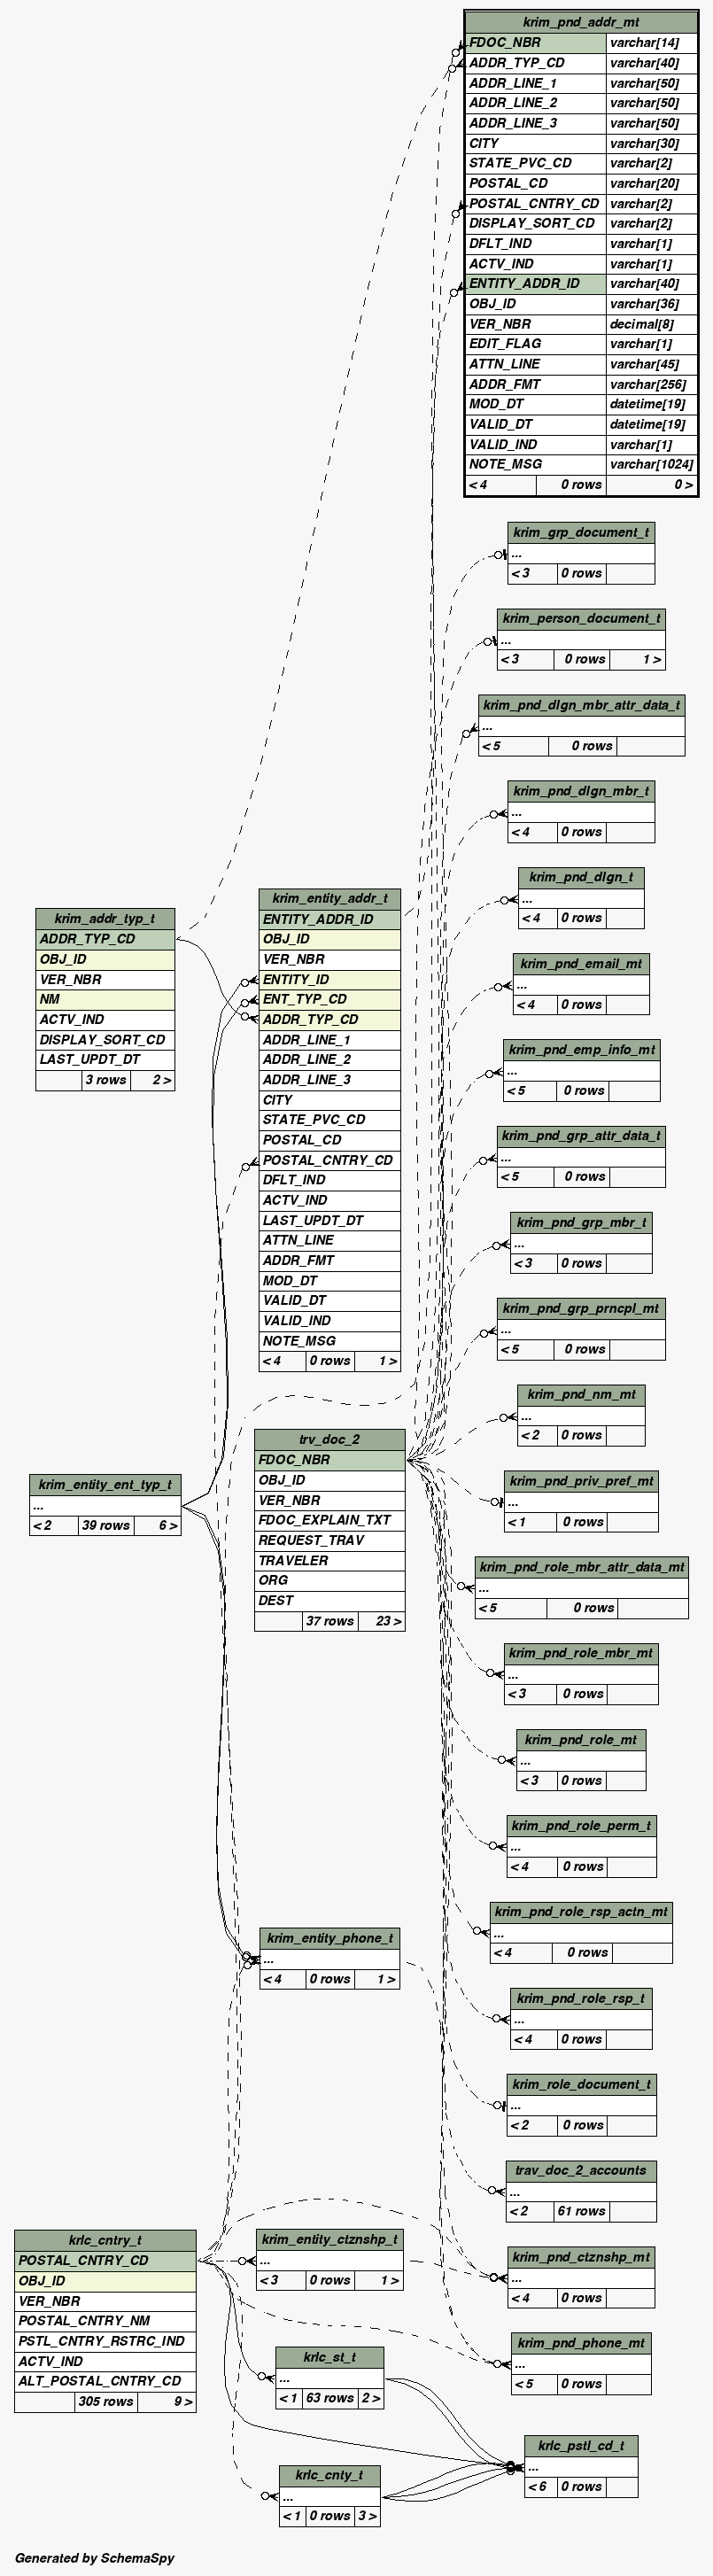 krim_pnd_addr_mt
FDOC_NBR varchar[14]
ADDR_TYP_CD varchar[40]
ADDR_LINE_1 varchar[50]
ADDR_LINE_2 varchar[50]
ADDR_LINE_3 varchar[50]
CITY varchar[30]
STATE_PVC_CD varchar[2]
POSTAL_CD varchar[20]
POSTAL_CNTRY_CD varchar[2]
DISPLAY_SORT_CD varchar[2]
DFLT_IND varchar[1]
ACTV_IND varchar[1]
ENTITY_ADDR_ID varchar[40]
OBJ_ID varchar[36]
VER_NBR decimal[8]
EDIT_FLAG varchar[1]
ATTN_LINE varchar[45]
ADDR_FMT varchar[256]
MOD_DT datetime[19]
VALID_DT datetime[19]
VALID_IND varchar[1]
NOTE_MSG varchar[1024]
< 4 0 rows 0 >
krim_grp_document_t
...
< 3 0 rows
krim_person_document_t
...
< 3 0 rows 1 >
krim_pnd_dlgn_mbr_attr_data_t
...
< 5 0 rows
krim_pnd_dlgn_mbr_t
...
< 4 0 rows
krim_pnd_dlgn_t
...
< 4 0 rows
krim_pnd_email_mt
...
< 4 0 rows
krim_pnd_emp_info_mt
...
< 5 0 rows
krim_pnd_grp_attr_data_t
...
< 5 0 rows
krim_pnd_grp_mbr_t
...
< 3 0 rows
krim_pnd_grp_prncpl_mt
...
< 5 0 rows
krim_pnd_nm_mt
...
< 2 0 rows
krim_pnd_priv_pref_mt
...
< 1 0 rows
krim_pnd_role_mbr_attr_data_mt
...
< 5 0 rows
krim_pnd_role_mbr_mt
...
< 3 0 rows
krim_pnd_role_mt
...
< 3 0 rows
krim_pnd_role_perm_t
...
< 4 0 rows
krim_pnd_role_rsp_actn_mt
...
< 4 0 rows
krim_pnd_role_rsp_t
...
< 4 0 rows
krim_role_document_t
...
< 2 0 rows
trav_doc_2_accounts
...
< 2 61 rows
krim_pnd_ctznshp_mt
...
< 4 0 rows
krim_pnd_phone_mt
...
< 5 0 rows
krlc_pstl_cd_t
...
< 6 0 rows
krim_addr_typ_t
ADDR_TYP_CD
OBJ_ID
VER_NBR
NM
ACTV_IND
DISPLAY_SORT_CD
LAST_UPDT_DT
3 rows 2 >
krim_entity_addr_t
ENTITY_ADDR_ID
OBJ_ID
VER_NBR
ENTITY_ID
ENT_TYP_CD
ADDR_TYP_CD
ADDR_LINE_1
ADDR_LINE_2
ADDR_LINE_3
CITY
STATE_PVC_CD
POSTAL_CD
POSTAL_CNTRY_CD
DFLT_IND
ACTV_IND
LAST_UPDT_DT
ATTN_LINE
ADDR_FMT
MOD_DT
VALID_DT
VALID_IND
NOTE_MSG
< 4 0 rows 1 >
trv_doc_2
FDOC_NBR
OBJ_ID
VER_NBR
FDOC_EXPLAIN_TXT
REQUEST_TRAV
TRAVELER
ORG
DEST
37 rows 23 >
krim_entity_ent_typ_t
...
< 2 39 rows 6 >
krim_entity_phone_t
...
< 4 0 rows 1 >
krlc_cntry_t
POSTAL_CNTRY_CD
OBJ_ID
VER_NBR
POSTAL_CNTRY_NM
PSTL_CNTRY_RSTRC_IND
ACTV_IND
ALT_POSTAL_CNTRY_CD
305 rows 9 >
krim_entity_ctznshp_t
...
< 3 0 rows 1 >
krlc_st_t
...
< 1 63 rows 2 >
krlc_cnty_t
...
< 1 0 rows 3 >
Generated by SchemaSpy